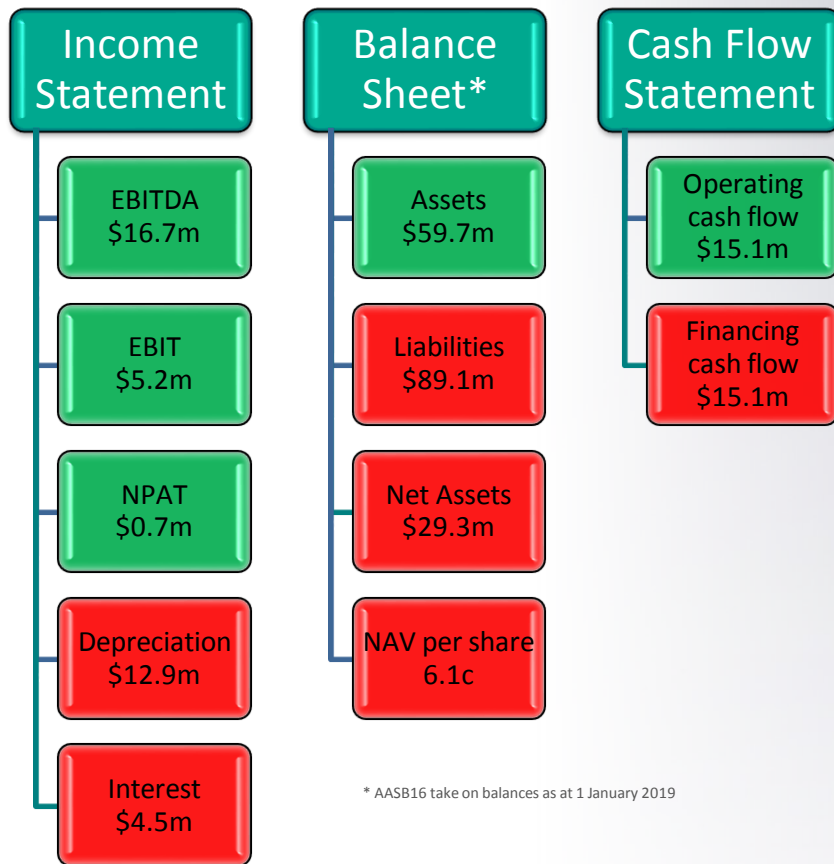 Income
Statement
EBITDA
$16.7m
EBIT
$5.2m
NPAT
$0.7m
Depreciation
$12.9m
Interest
$4.5m
Balance
Sheet*
Assets
$59.7m
Liabilities
$89.1m
Net Assets
$29.3m
NAV per share
6.1c
Cash Flow
Statement
Operating
cash flow
$15.1m
Financing
cash flow
$15.1m
* AASB16 take on balances as at 1 January 2019